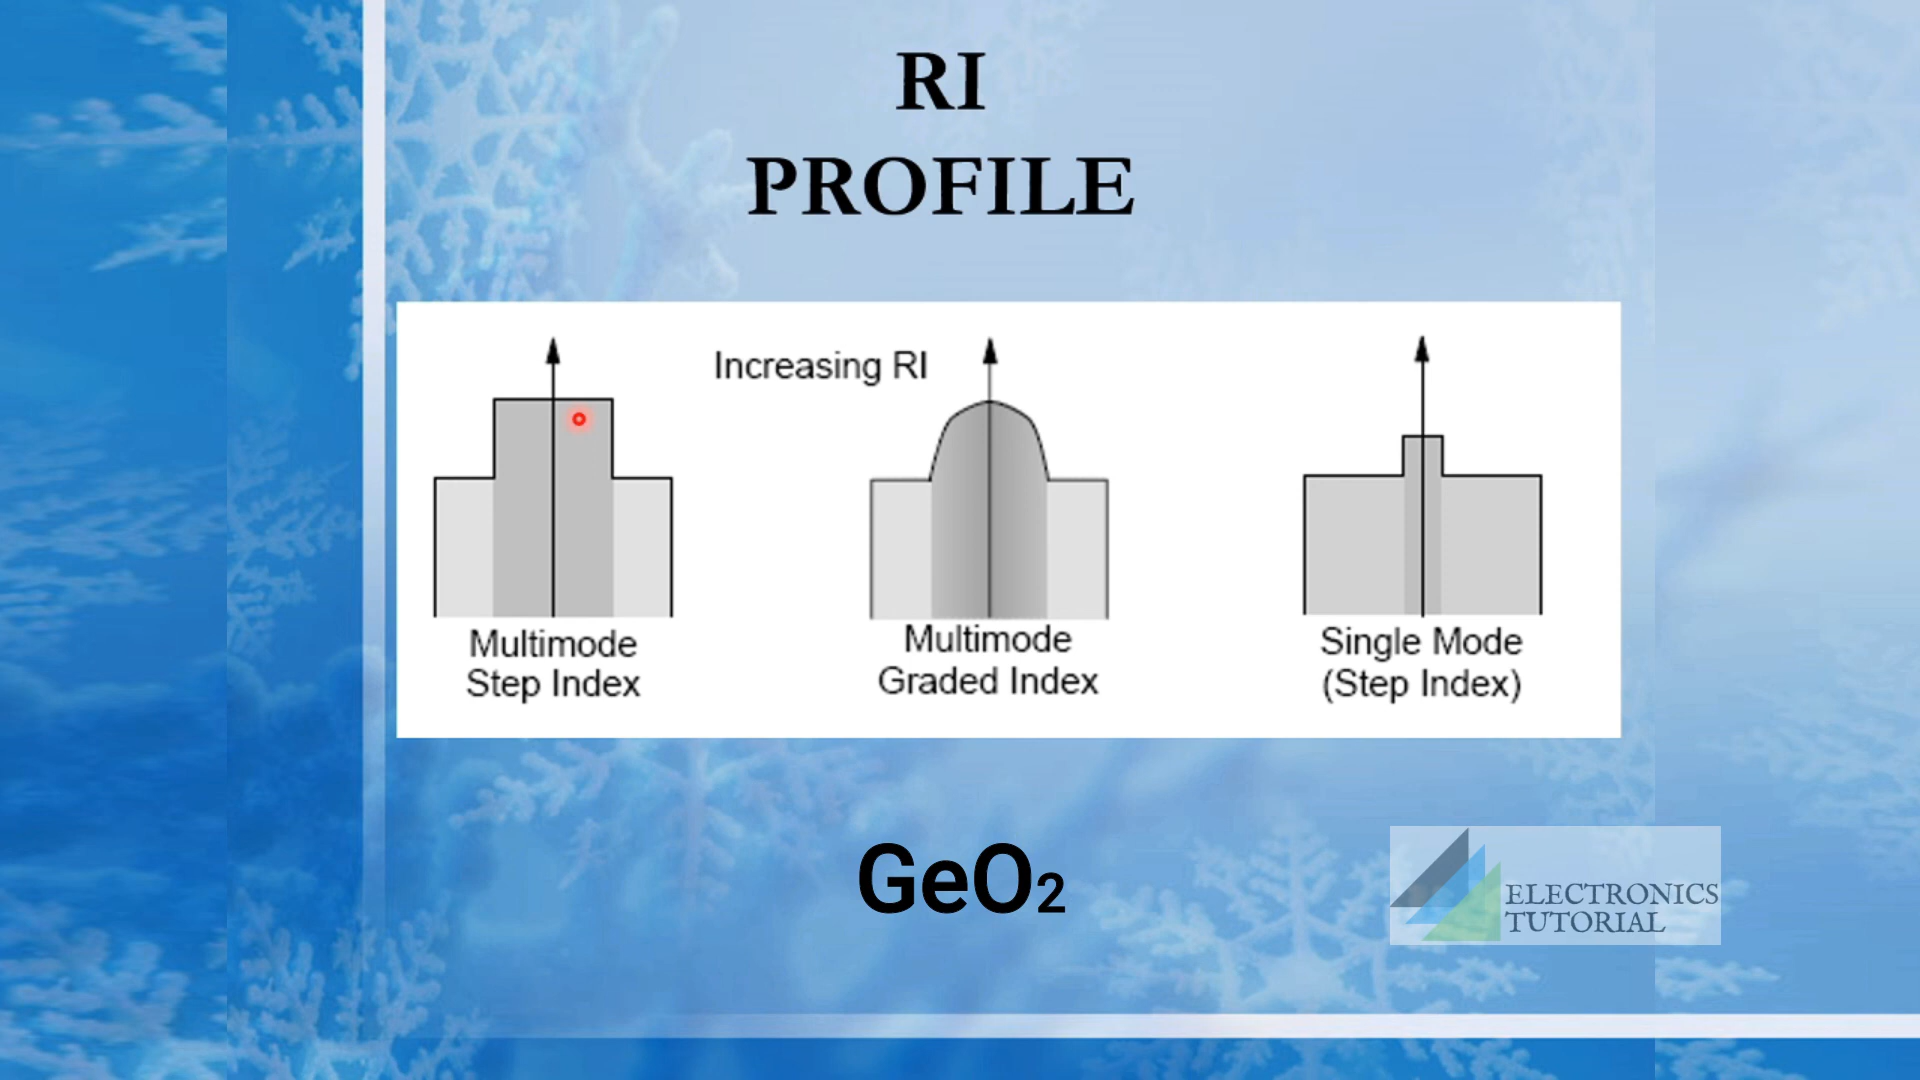 RI
PROFILE
Increasing RI
Multimode
Step Index
Multimode
Graded Index
Single Mode
(Step Index)
GeO₂
ELECTRONICS
TUTORIAL